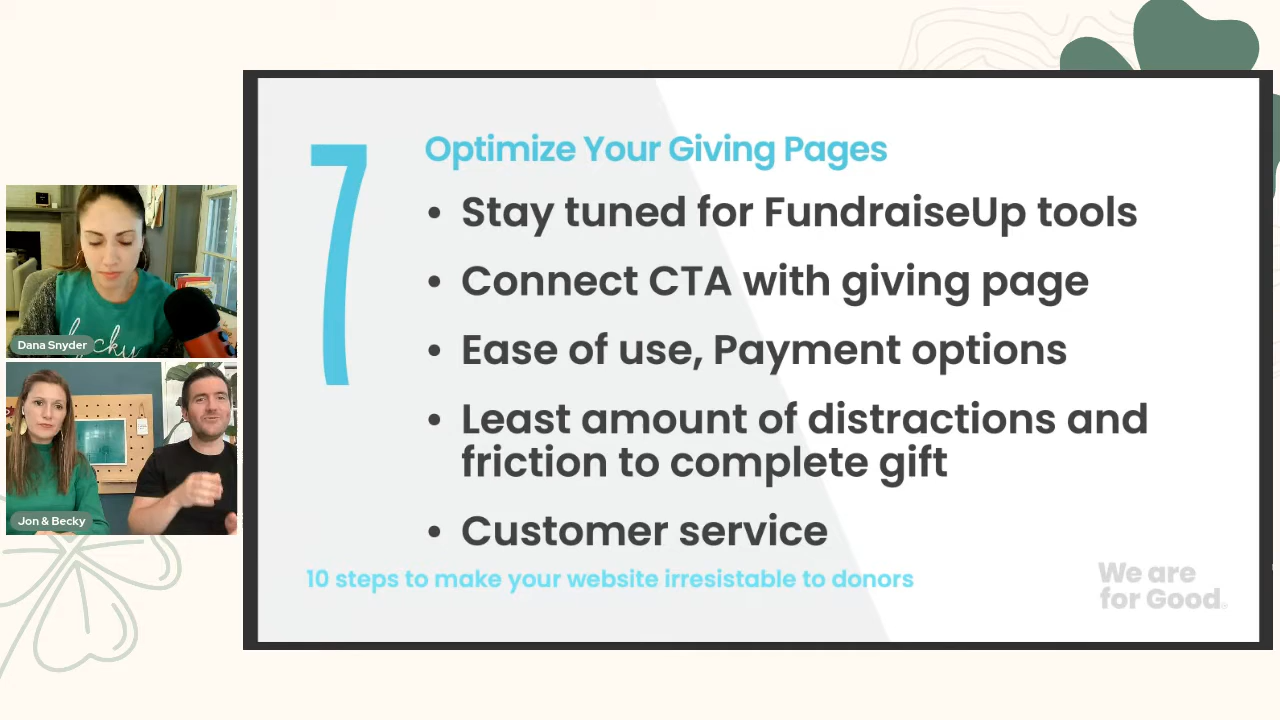 7
Optimize Your Giving Pages
• Stay tuned for FundraiseUp tools
• Connect CTA with giving page
• Ease of use, Payment options
• Least amount of distractions and
friction to complete gift
• Customer service
10 steps to make your website irresistable to donors
We are
for Good
lucky
Dana Snyder
Jon & Becky